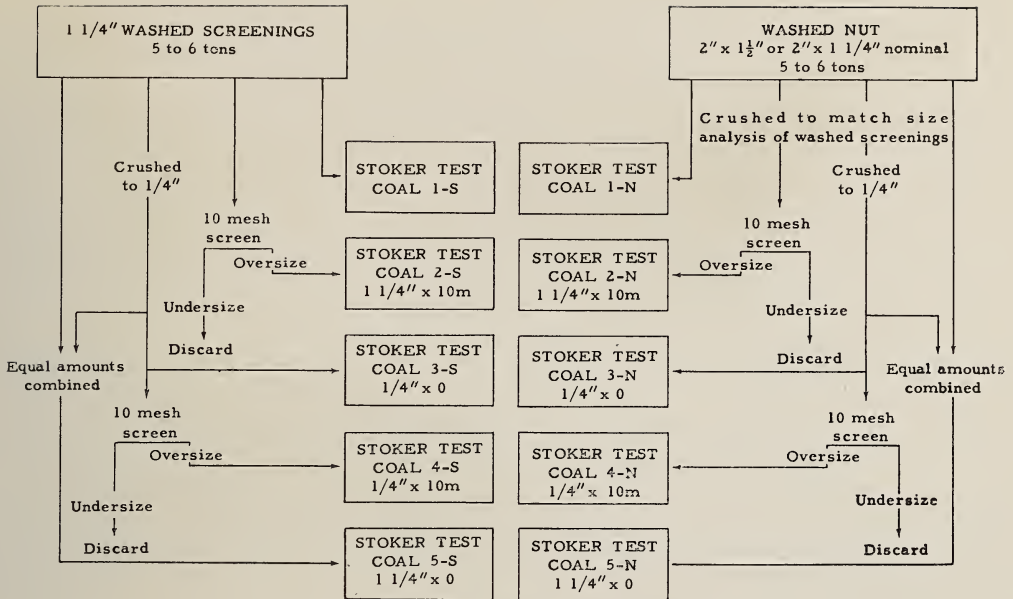 1 1/4" WASHED SCREENINGS
5 to 6 tons
WASHED NUT
2" x 1½" or 2" x 1 1/4" nominal
5 to 6 tons
Crushed to match size
analysis of washed screenings
Crushed
to 1/4"
STOKER TEST
COAL 1-S
STOKER TEST
COAL 1-N
Crushed
to 1/4"
10 mesh
screen
Oversize
Undersize
Discard
STOKER TEST
COAL 2-S
1 1/4" x 10m
STOKER TEST
COAL 2-N
1 1/4" x 10m
10 mesh
screen
Oversize
Undersize
Discard
Equal amounts
combined
STOKER TEST
COAL 3-S
1/4" x 0
STOKER TEST
COAL 3-N
1/4" x 0
Equal amounts
combined
10 mesh
screen
Oversize
Undersize
Discard
STOKER TEST
COAL 4-S
1/4" x 10m
STOKER TEST
COAL 4-N
1/4" x 10m
10 mesh
screen
Oversize
Undersize
Discard
STOKER TEST
COAL 5-S
1 1/4" x 0
STOKER TEST
COAL 5-N
1 1/4" x 0